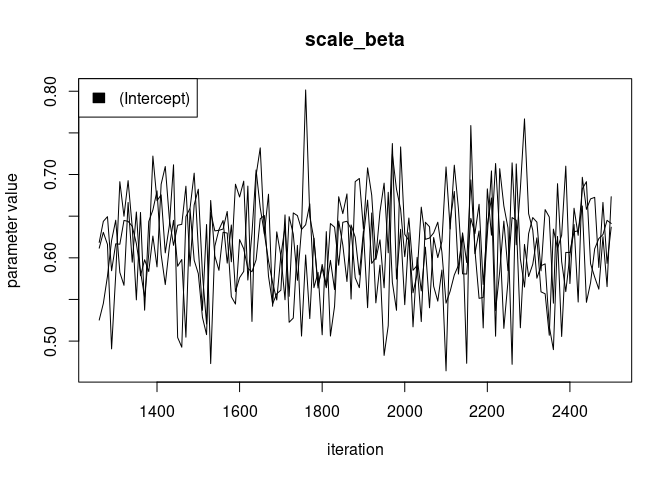 scale_beta
(Intercept)
parameter value
0.80
0.70
0.60
0.50
1400 1600 1800 2000 2200 2400
iteration